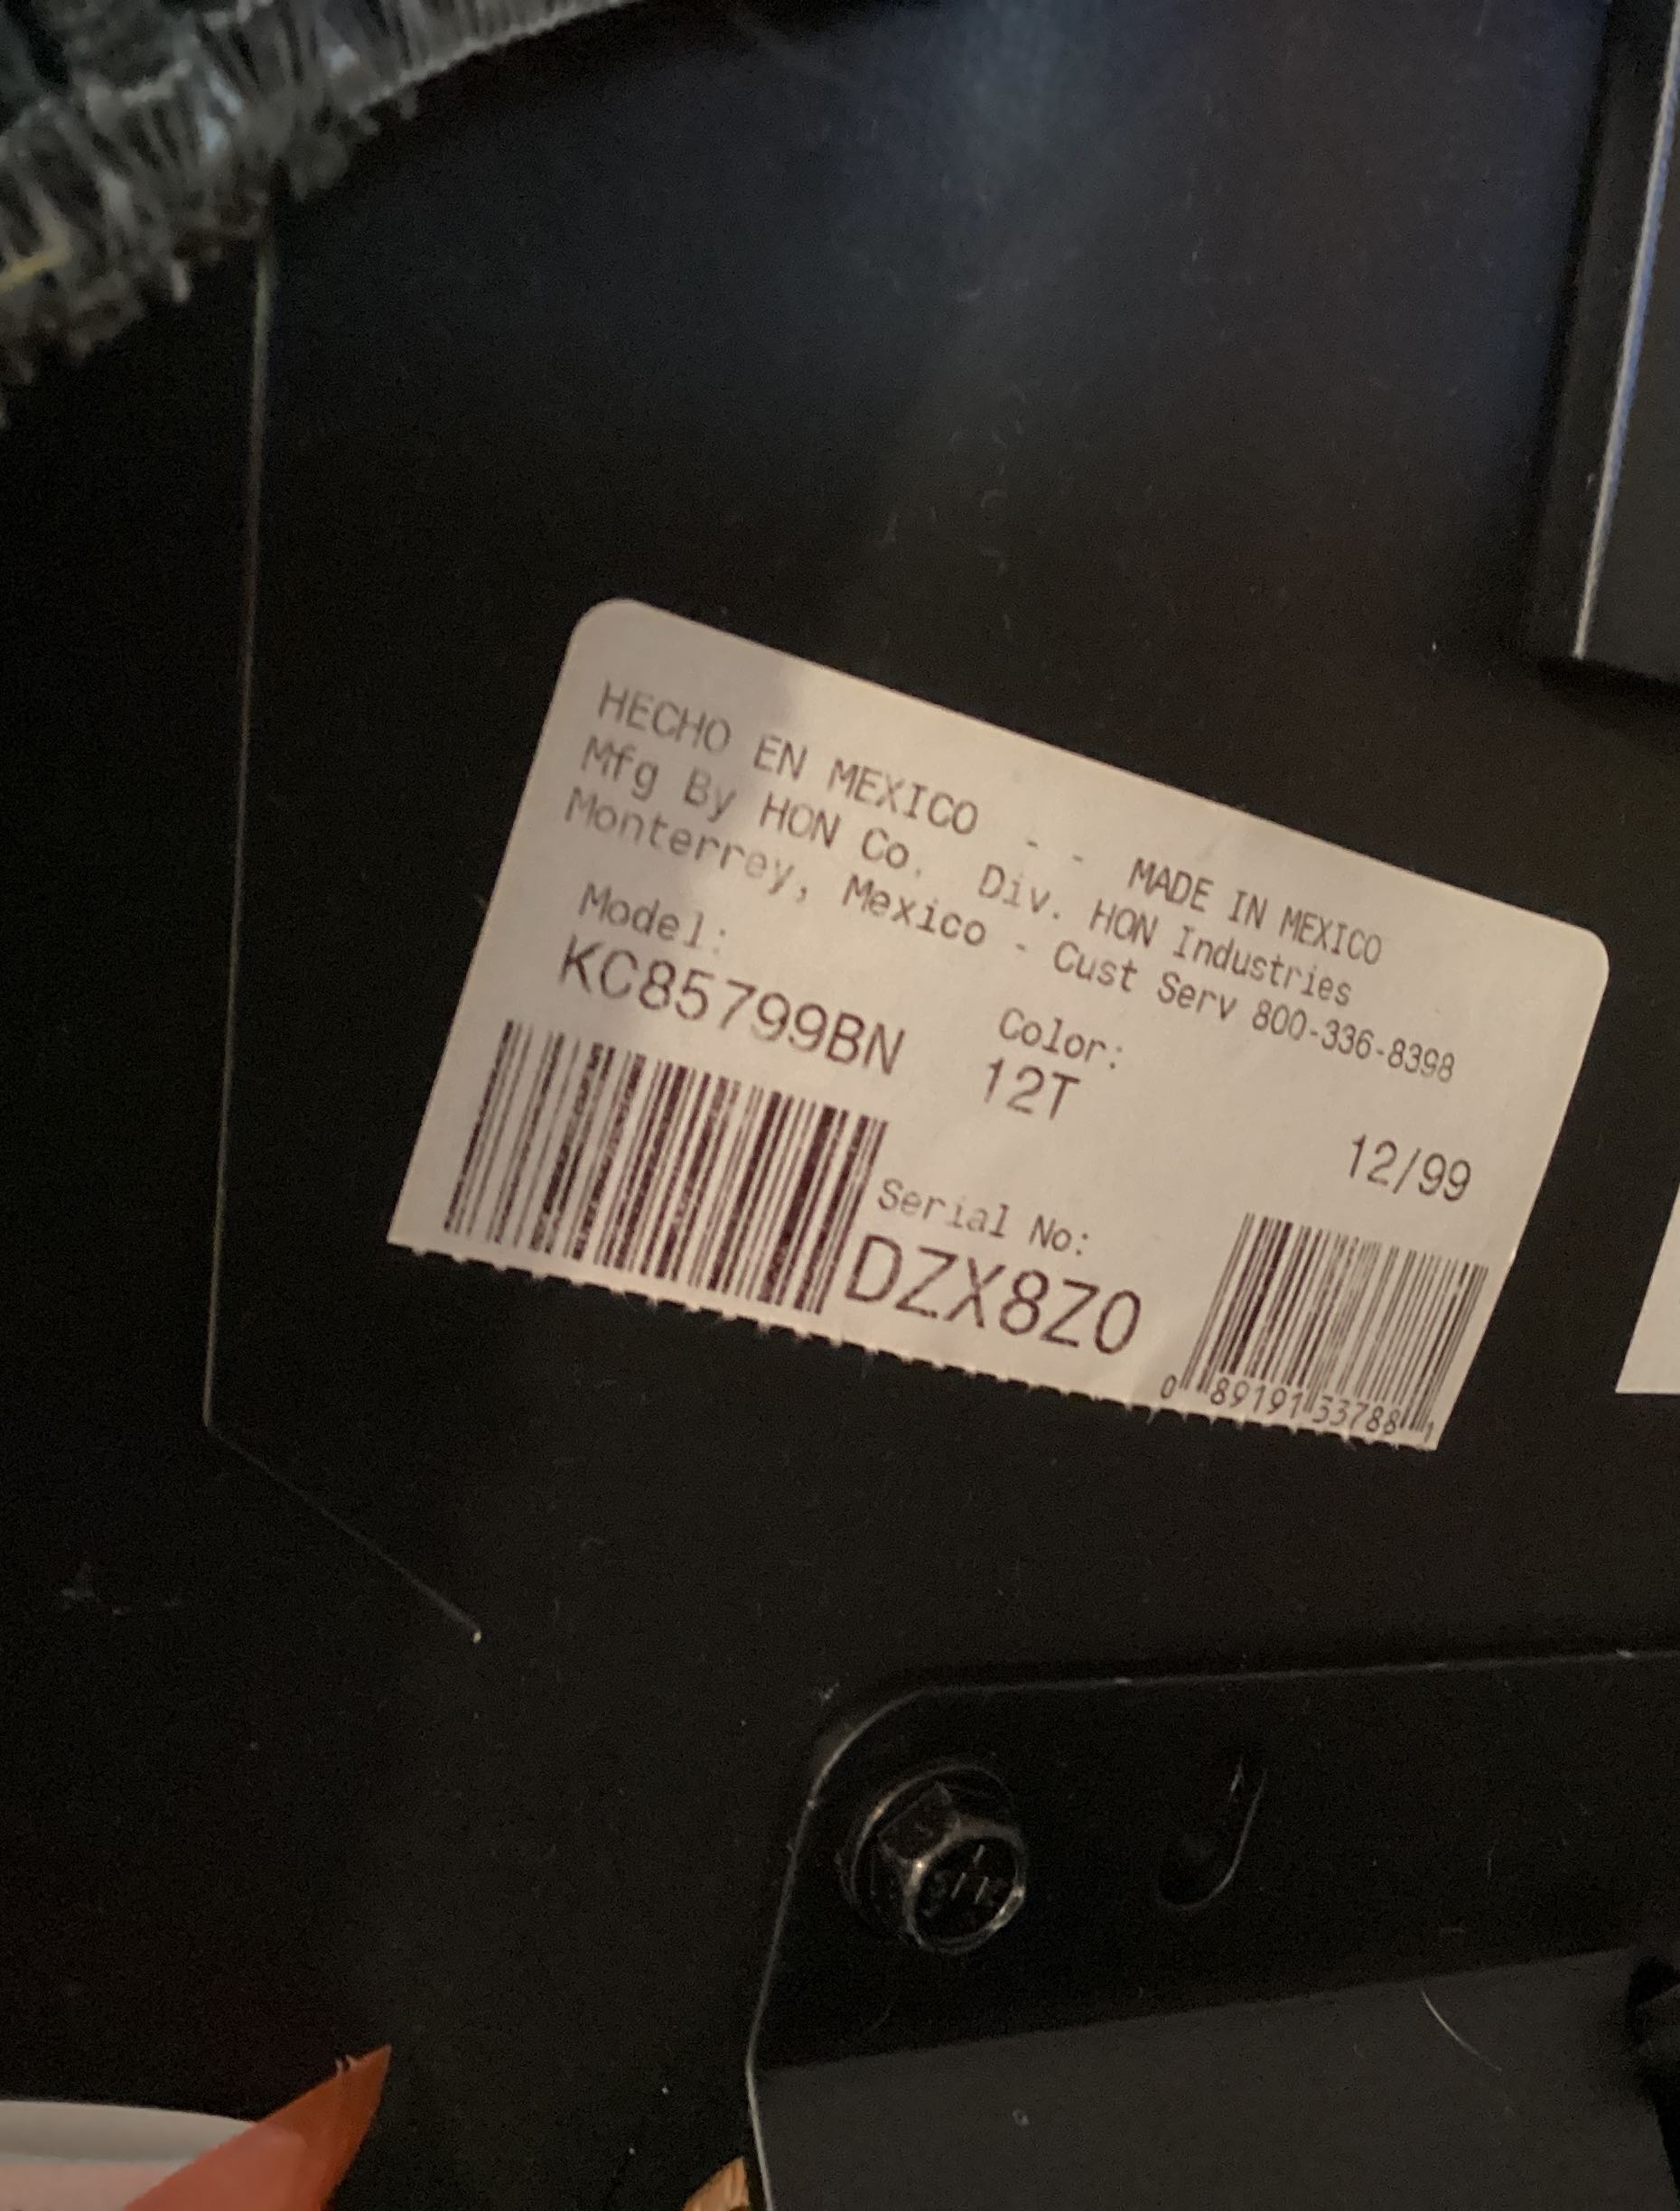 HECHO EN MEXICO - - MADE IN MEXICO
Mfg By HON Co. Div. HON Industries
Monterrey, Mexico - Cust Serv 800-336-8398
Model: Color:
KC85799BN 12T
12/99
Serial No:
DZX8Z0
0 89191 33788 1